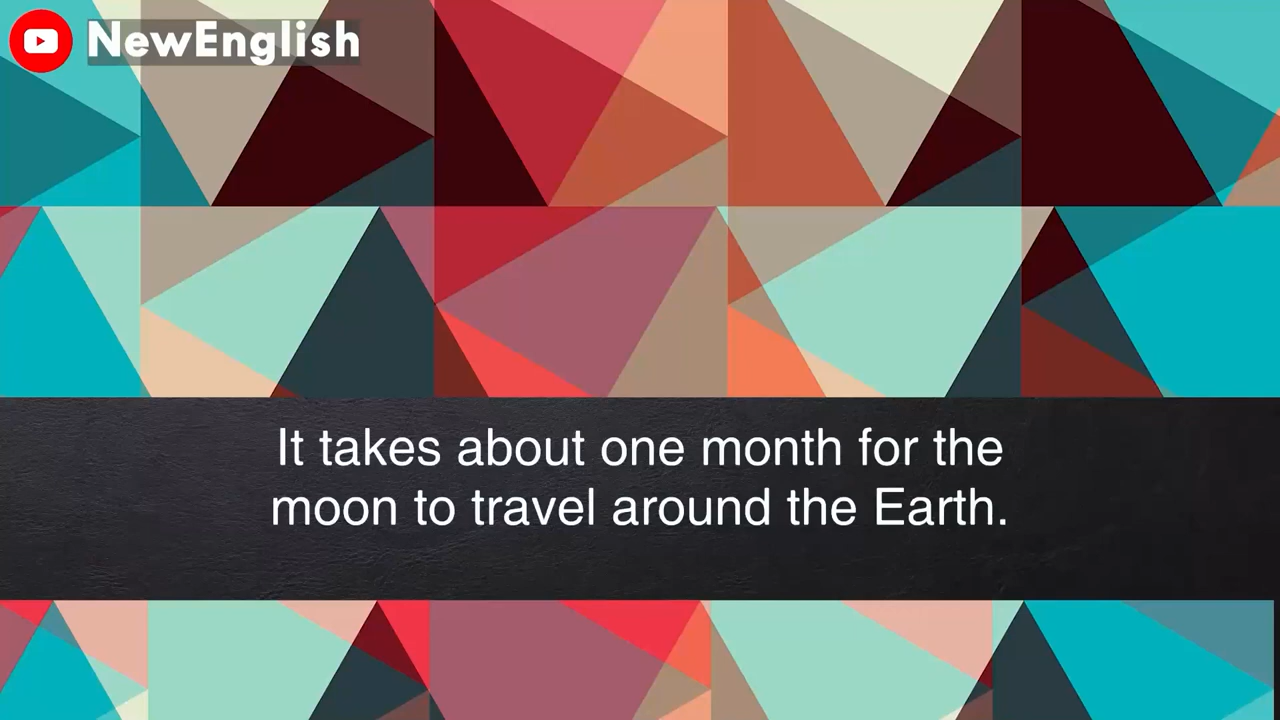 NewEnglish
It takes about one month for the
moon to travel around the Earth.